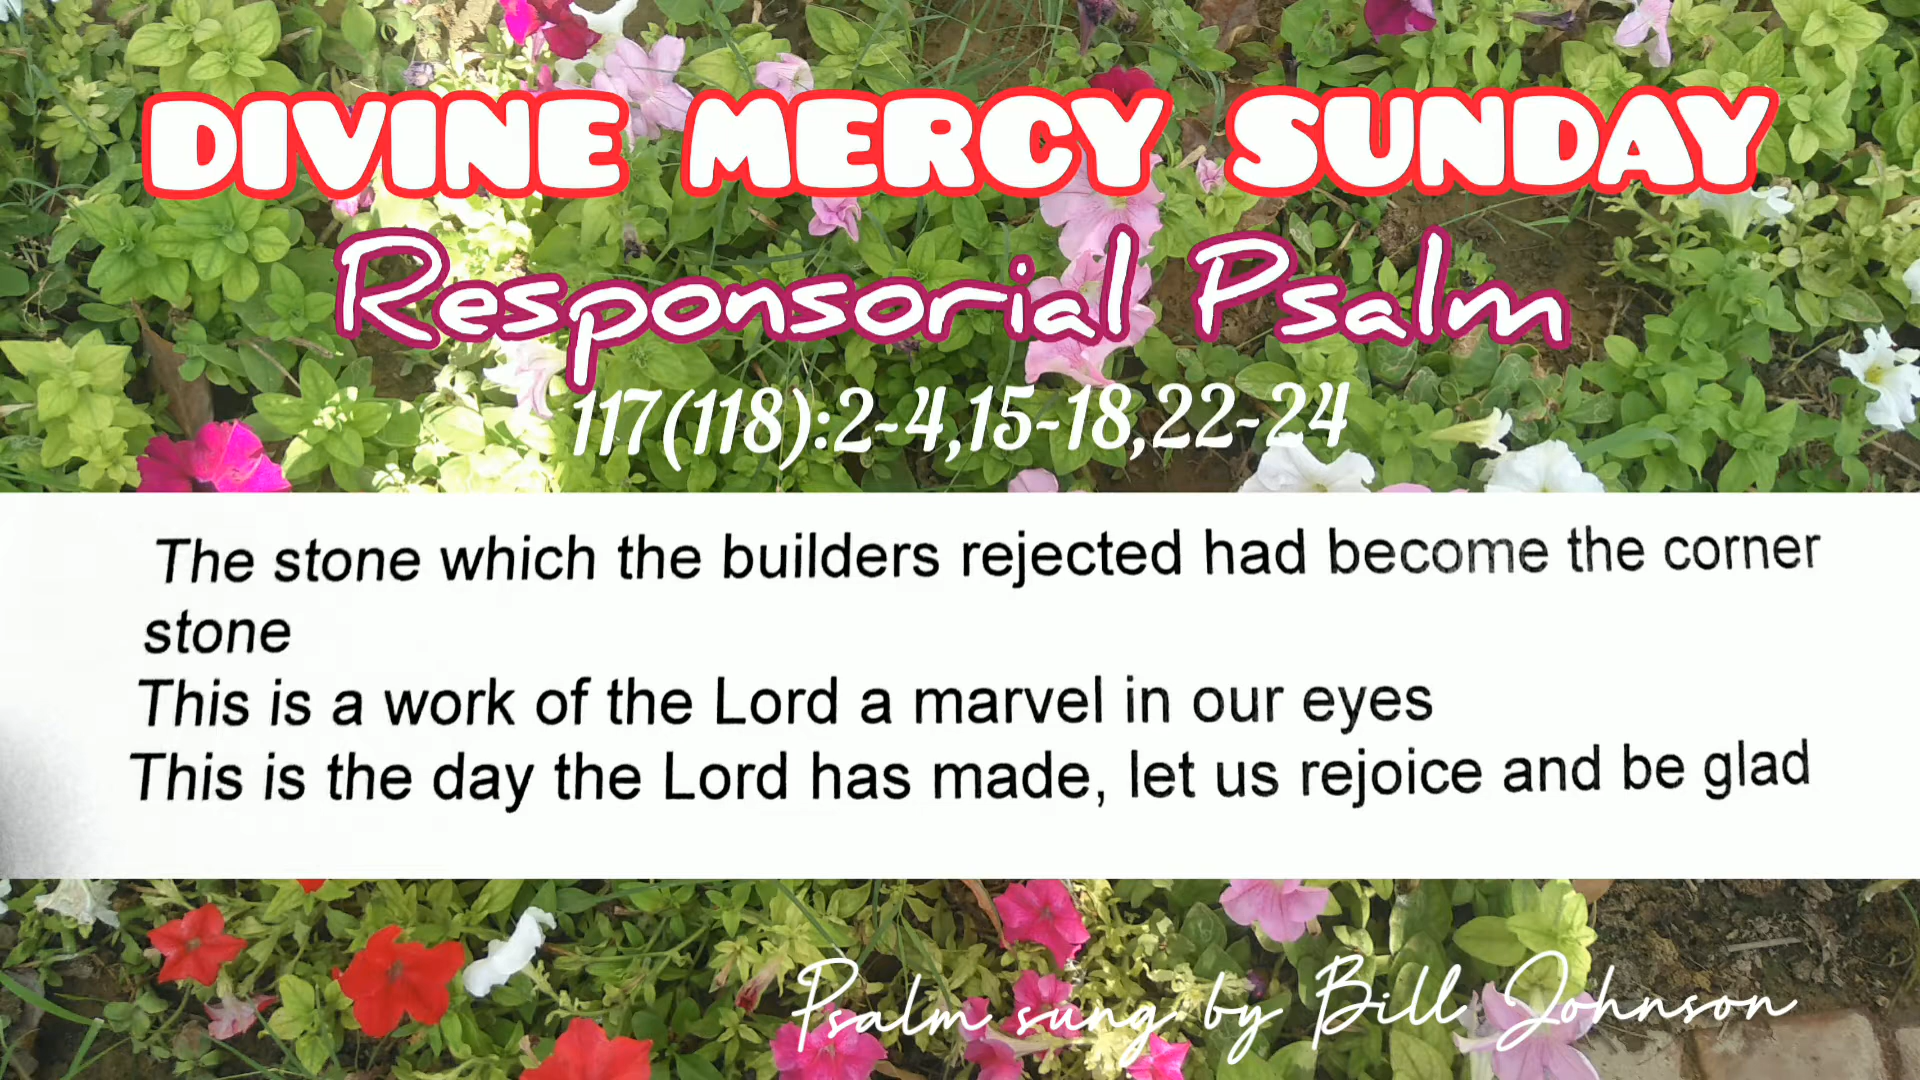 DIVINE MERCY SUNDAY
Responsorial Psalm
117(118):2-4,15-18,22-24
The stone which the builders rejected had become the corner
stone
This is a work of the Lord a marvel in our eyes
This is the day the Lord has made, let us rejoice and be glad
Psalm sung by Bill Johnson